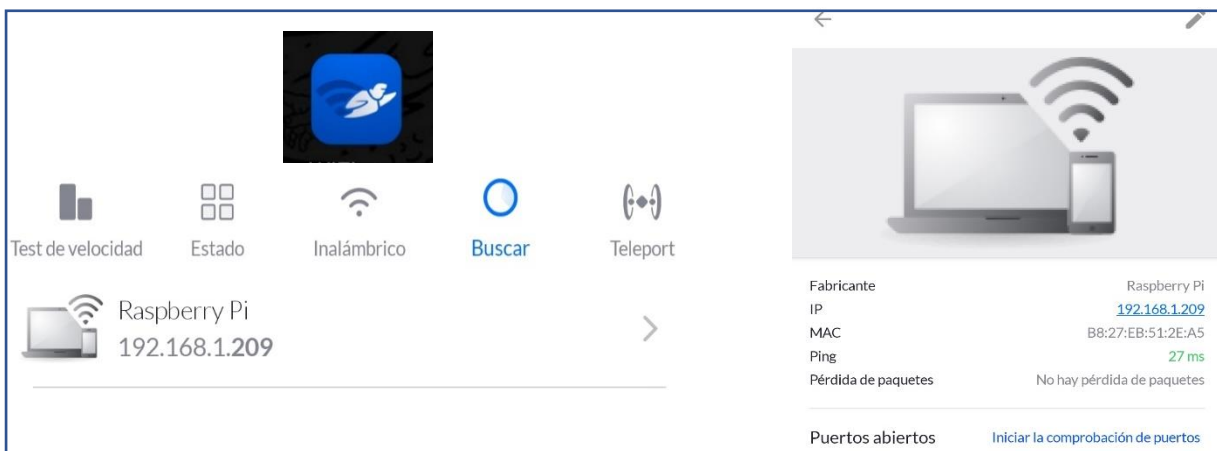 Test de velocidad
Estado
Inalámbrico
Buscar
Teleport
Raspberry Pi
192.168.1.209
Fabricante Raspberry Pi
IP 192.168.1.209
MAC B8:27:EB:51:2E:A5
Ping 27 ms
Pérdida de paquetes No hay pérdida de paquetes
Puertos abiertos Iniciar la comprobación de puertos